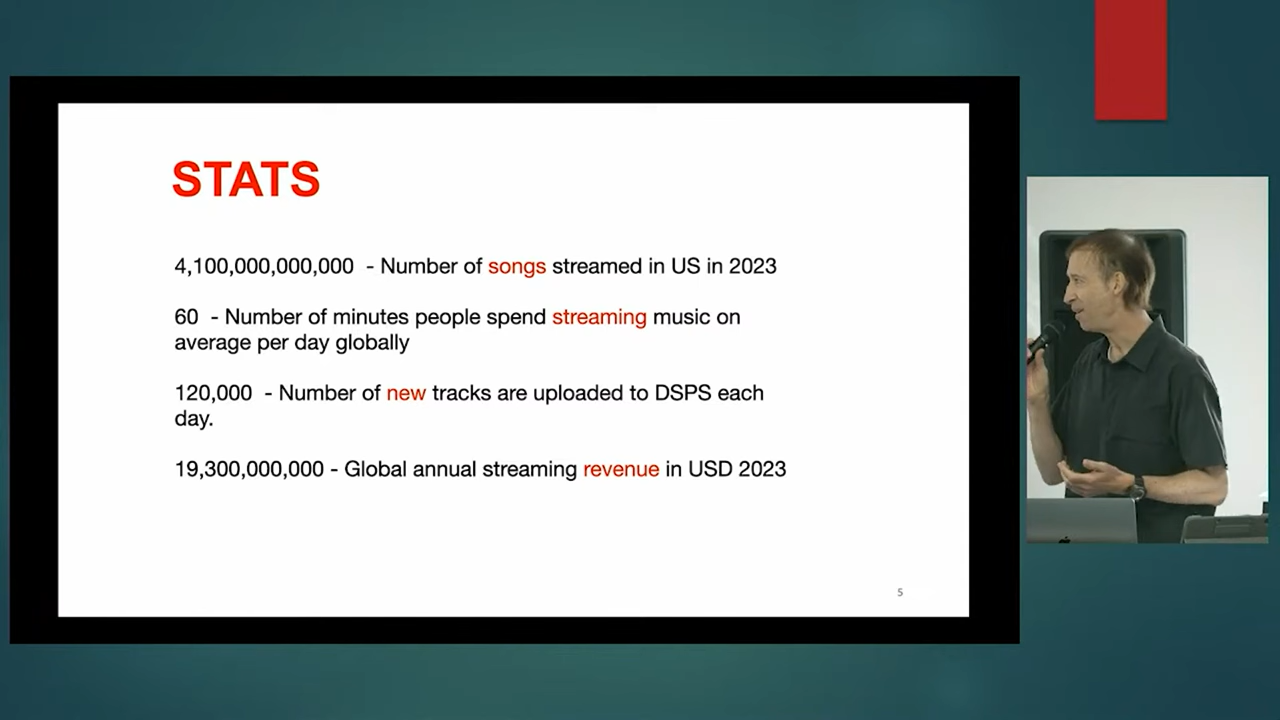 STATS
4,100,000,000,000 - Number of songs streamed in US in 2023
60 - Number of minutes people spend streaming music on
average per day globally
120,000 - Number of new tracks are uploaded to DSPS each
day.
19,300,000,000 - Global annual streaming revenue in USD 2023
5